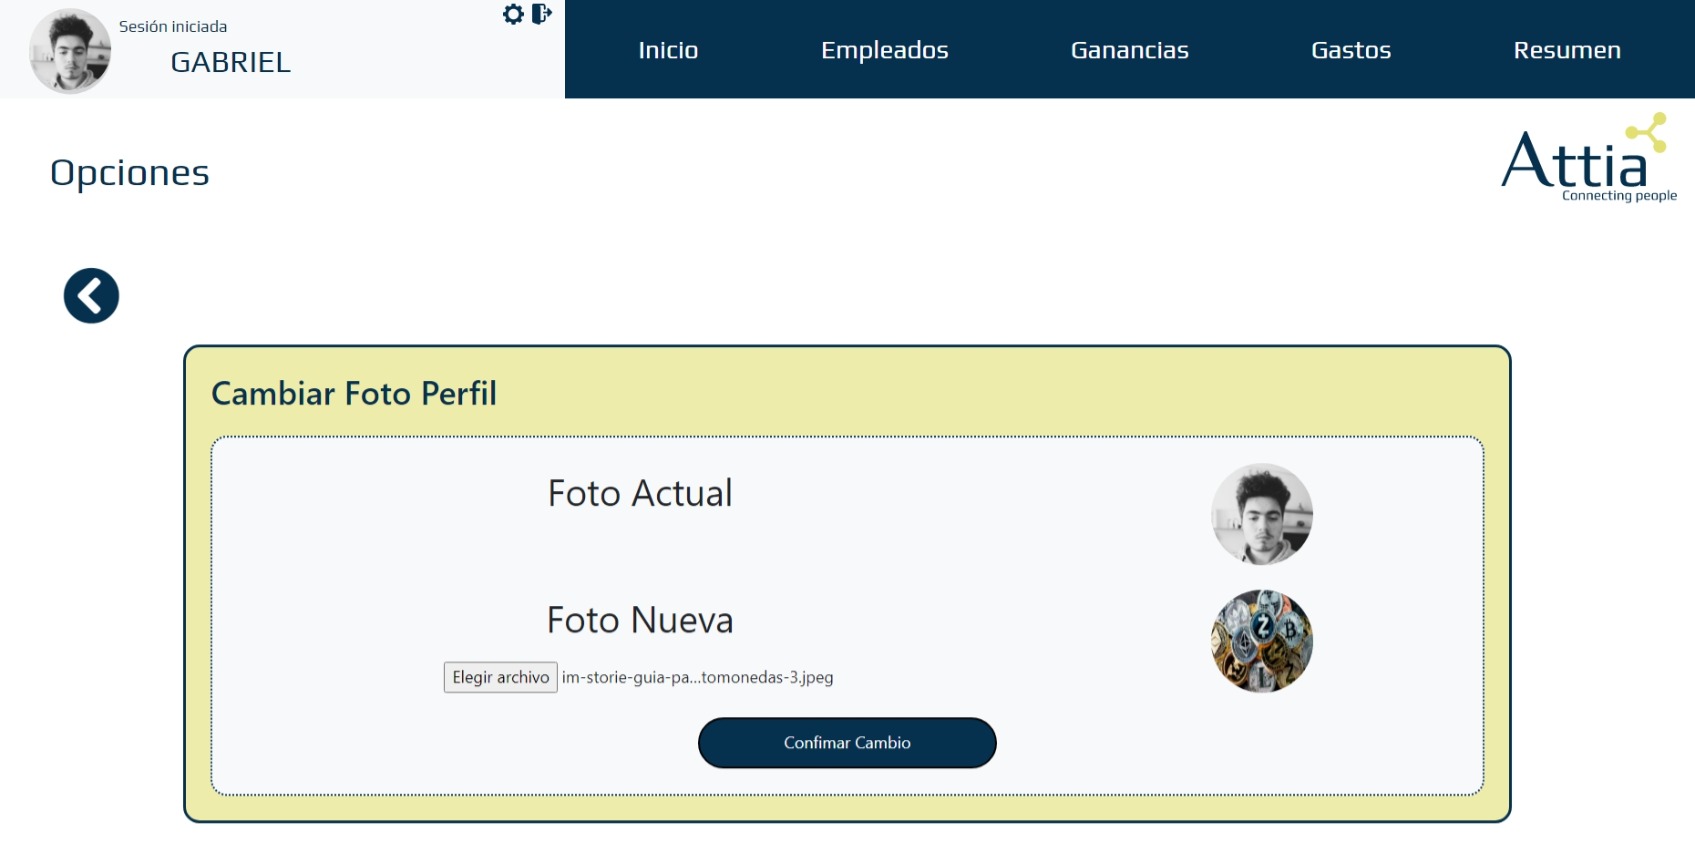 Sesión iniciada
GABRIEL
Inicio
Empleados
Ganancias
Gastos
Resumen
Opciones
Attia
Connecting people
Cambiar Foto Perfil
Foto Actual
Foto Nueva
Elegir archivo im-storie-guia-pa...tomonedas-3.jpeg
Confimar Cambio